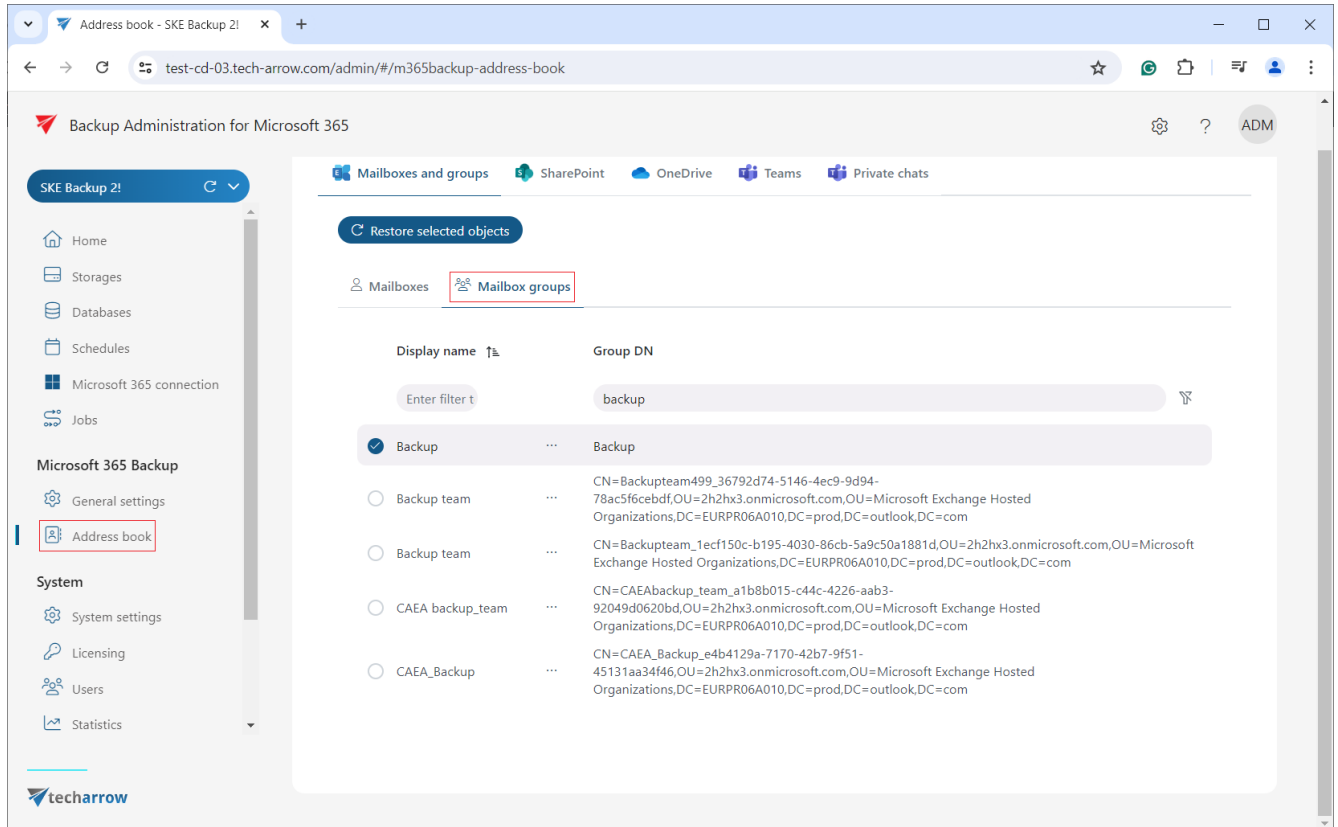 Address book - SKE Backup 2!
test-cd-03.tech-arrow.com/admin/#/m365backup-address-book
Backup Administration for Microsoft 365
ADM
SKE Backup 2!
Home
Storages
Databases
Schedules
Microsoft 365 connection
Jobs
Microsoft 365 Backup
General settings
Address book
System
System settings
Licensing
Users
Statistics
techarrow
Mailboxes and groups SharePoint OneDrive Teams Private chats
Restore selected objects
Mailboxes Mailbox groups
Display name Group DN
Enter filter t backup
Backup ... Backup
Backup team ... CN=Backupteam499_36792d74-5146-4ec9-9d94-
78ac5f6cebdf,OU=2h2hx3.onmicrosoft.com,OU=Microsoft Exchange Hosted
Organizations,DC=EURPR06A010,DC=prod,DC=outlook,DC=com
Backup team ... CN=Backupteam_1ecf150c-b195-4030-86cb-5a9c50a1881d,OU=2h2hx3.onmicrosoft.com,OU=Microsoft
Exchange Hosted Organizations,DC=EURPR06A010,DC=prod,DC=outlook,DC=com
CAEA backup_team ... CN=CAEAbackup_team_a1b8b015-c44c-4226-aab3-
92049d0620bd,OU=2h2hx3.onmicrosoft.com,OU=Microsoft Exchange Hosted
Organizations,DC=EURPR06A010,DC=prod,DC=outlook,DC=com
CAEA_Backup ... CN=CAEA_Backup_e4b4129a-7170-42b7-9f51-
45131aa34f46,OU=2h2hx3.onmicrosoft.com,OU=Microsoft Exchange Hosted
Organizations,DC=EURPR06A010,DC=prod,DC=outlook,DC=com